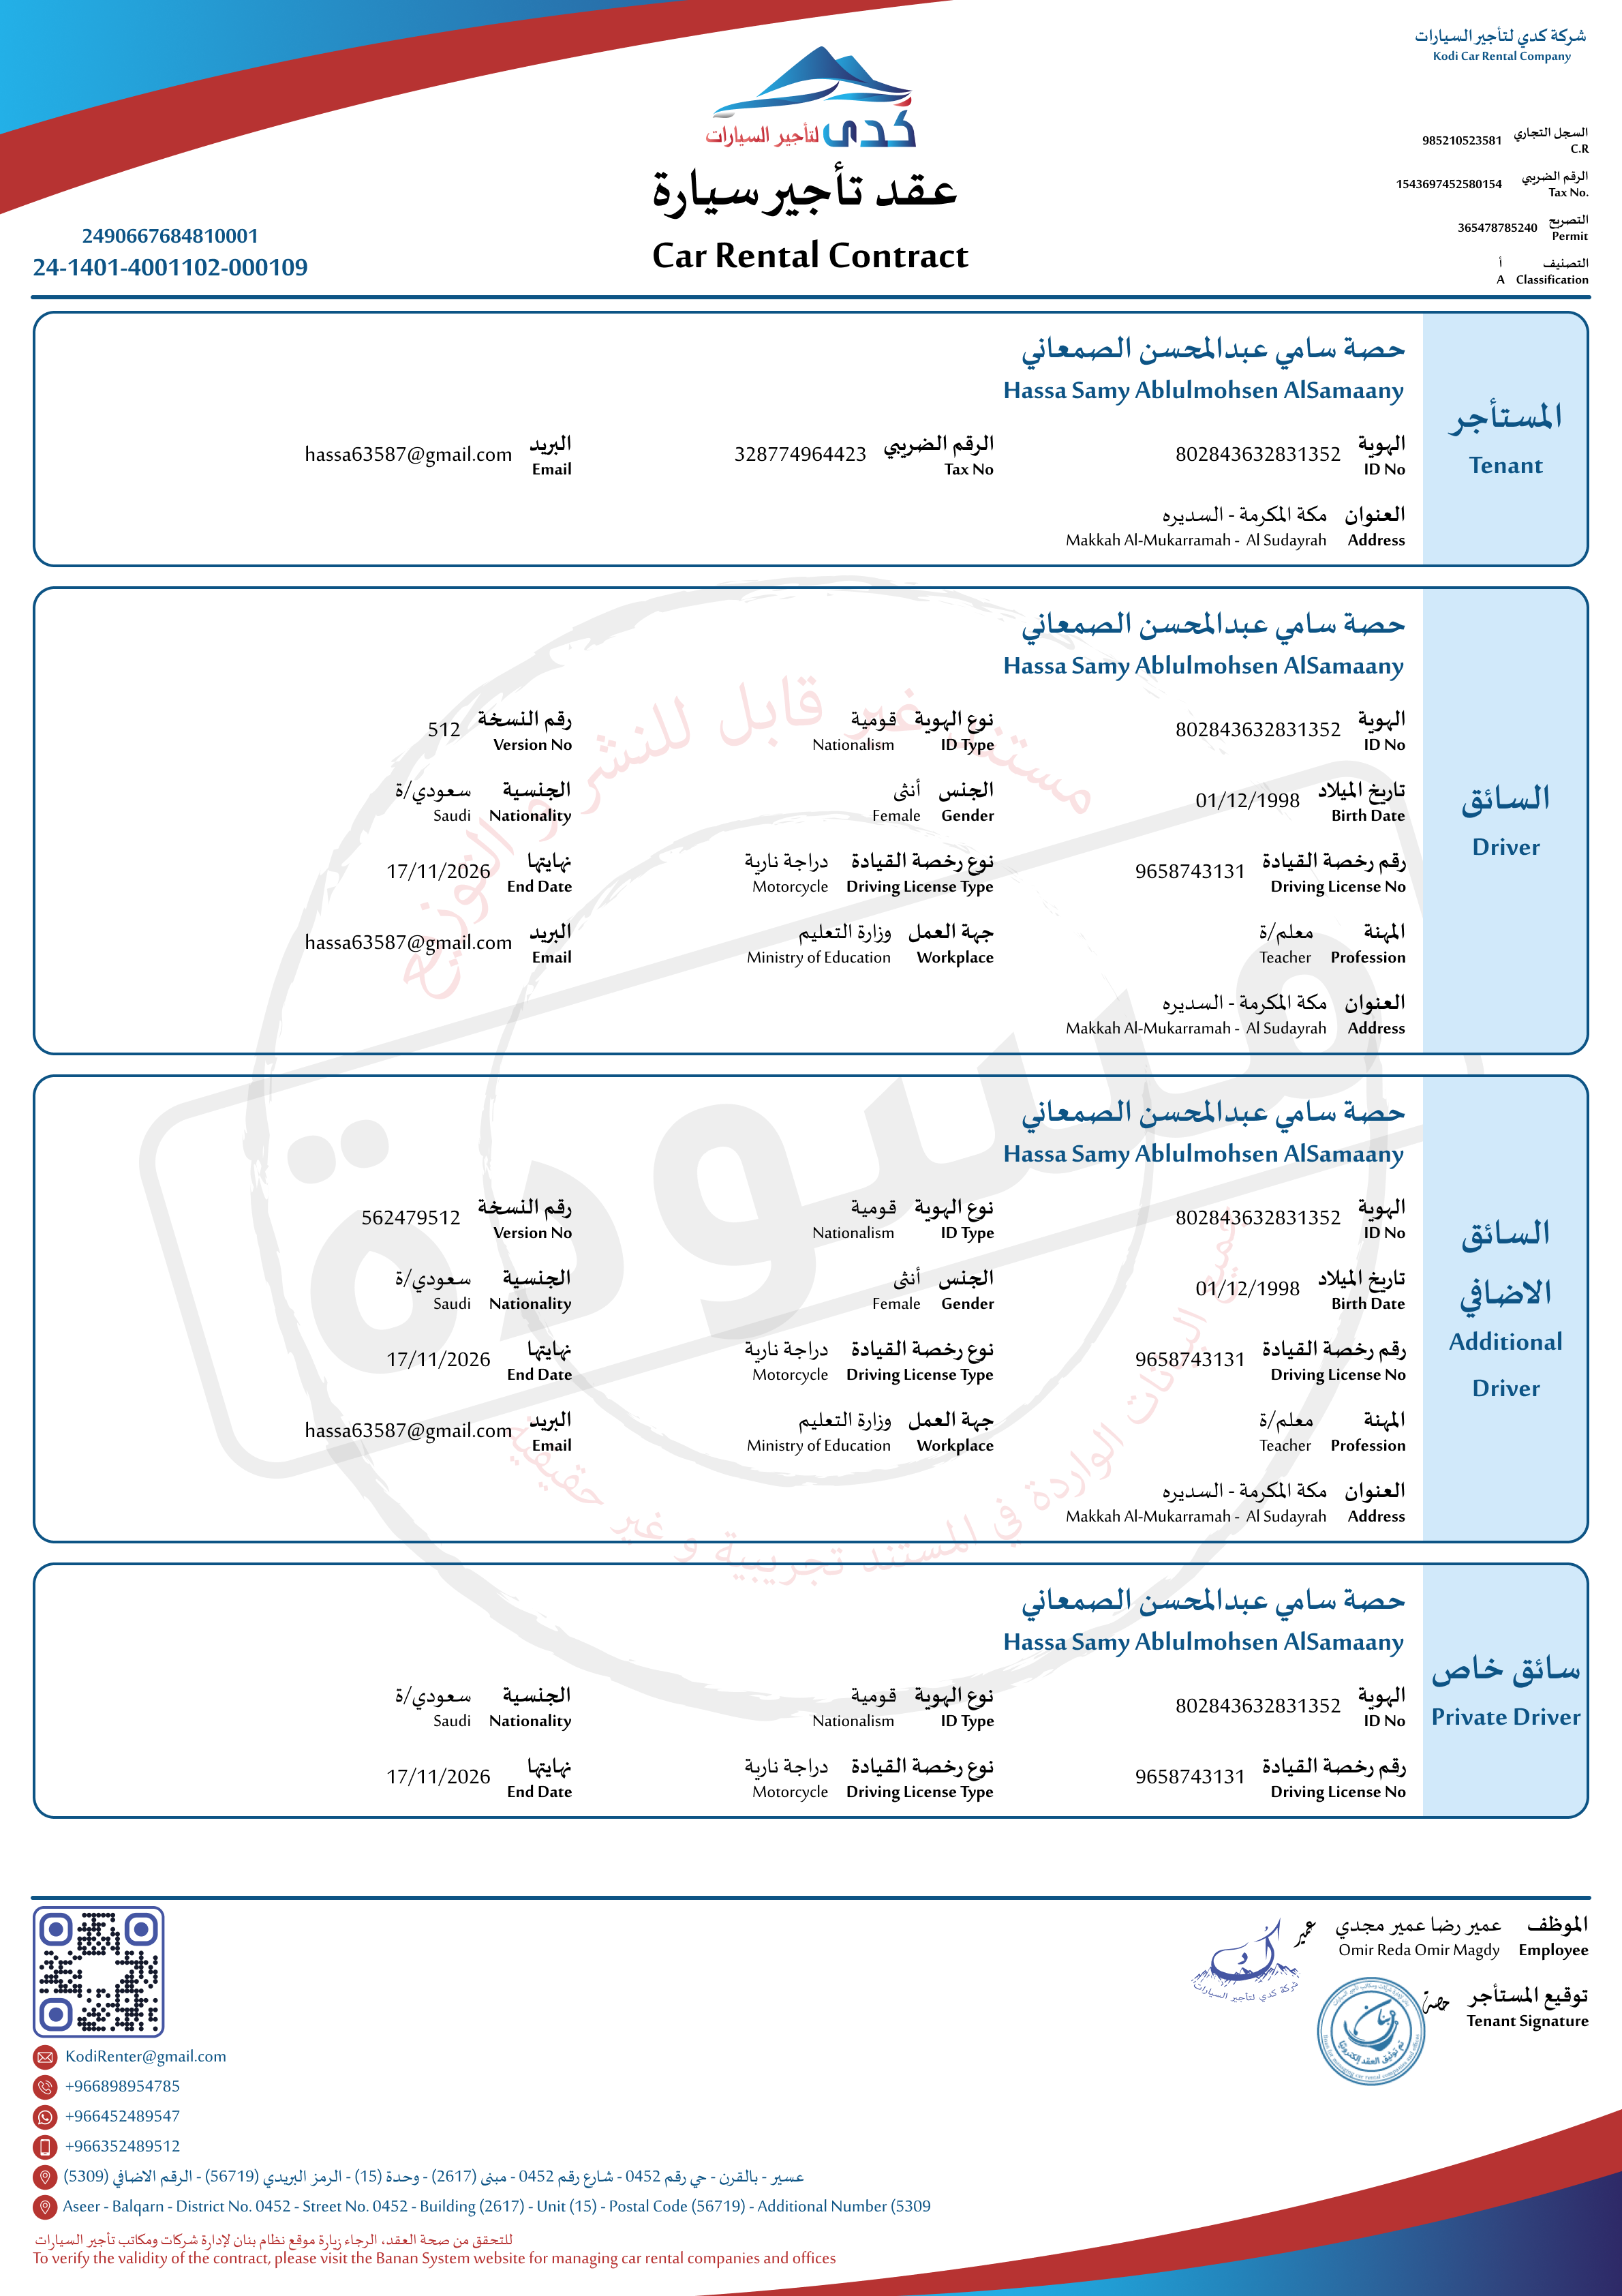 شركة كدي لتأجير السيارات
Kodi Car Rental Company
السجل التجاري 985210523581
C.R
الرقم الضريبي 1543697452580154
Tax No.
التصريح 365478785240
Permit
التصنيف أ
Classification A
كدي لتأجير السيارات
عقد تأجير سيارة
Car Rental Contract
2490667684810001
24-1401-4001102-000109
المستأجر
Tenant
حصة سامي عبدالمحسن الصمعاني
Hassa Samy Ablulmohsen AlSamaany
الهوية 802843632831352 الرقم الضريبي 328774964423 البريد hassa63587@gmail.com
ID No Tax No Email
العنوان مكة المكرمة - السديره
Address Makkah Al-Mukarramah - Al Sudayrah
السائق
Driver
حصة سامي عبدالمحسن الصمعاني
Hassa Samy Ablulmohsen AlSamaany
الهوية 802843632831352 نوع الهوية قومية رقم النسخة 512
ID No ID Type Nationalism Version No
تاريخ الميلاد 01/12/1998 الجنس أنثى الجنسية سعودي/ة
Birth Date Gender Female Nationality Saudi
رقم رخصة القيادة 9658743131 نوع رخصة القيادة دراجة نارية نهايتها 17/11/2026
Driving License No Driving License Type Motorcycle End Date
المهنة معلم/ة جهة العمل وزارة التعليم البريد hassa63587@gmail.com
Profession Teacher Workplace Ministry of Education Email
العنوان مكة المكرمة - السديره
Address Makkah Al-Mukarramah - Al Sudayrah
السائق
الاضافي
Additional
Driver
حصة سامي عبدالمحسن الصمعاني
Hassa Samy Ablulmohsen AlSamaany
الهوية 802843632831352 نوع الهوية قومية رقم النسخة 562479512
ID No ID Type Nationalism Version No
تاريخ الميلاد 01/12/1998 الجنس أنثى الجنسية سعودي/ة
Birth Date Gender Female Nationality Saudi
رقم رخصة القيادة 9658743131 نوع رخصة القيادة دراجة نارية نهايتها 17/11/2026
Driving License No Driving License Type Motorcycle End Date
المهنة معلم/ة جهة العمل وزارة التعليم البريد hassa63587@gmail.com
Profession Teacher Workplace Ministry of Education Email
العنوان مكة المكرمة - السديره
Address Makkah Al-Mukarramah - Al Sudayrah
سائق خاص
Private Driver
حصة سامي عبدالمحسن الصمعاني
Hassa Samy Ablulmohsen AlSamaany
الهوية 802843632831352 نوع الهوية قومية الجنسية سعودي/ة
ID No ID Type Nationalism Nationality Saudi
رقم رخصة القيادة 9658743131 نوع رخصة القيادة دراجة نارية نهايتها 17/11/2026
Driving License No Driving License Type Motorcycle End Date
مستند غير قابل للنشر و التوزيع
مسودة
جميع البيانات الواردة في المستند تجريبية و غير حقيقية
الموظف عمير رضا عمير مجدي عمير
Employee Omir Reda Omir Magdy
شركة كدي لتأجير السيارات
توقيع المستأجر حصة
Tenant Signature
بنان
تم توثيق العقد إلكترونيًا
KodiRenter@gmail.com
+966898954785
+966452489547
+966352489512
عسير - بالقرن - حي رقم 0452 - شارع رقم 0452 - مبنى (2617) - وحدة (15) - الرمز البريدي (56719) - الرقم الاضافي (5309)
Aseer - Balqarn - District No. 0452 - Street No. 0452 - Building (2617) - Unit (15) - Postal Code (56719) - Additional Number (5309
للتحقق من صحة العقد، الرجاء زيارة موقع نظام بنان لإدارة شركات ومكاتب تأجير السيارات
To verify the validity of the contract, please visit the Banan System website for managing car rental companies and offices